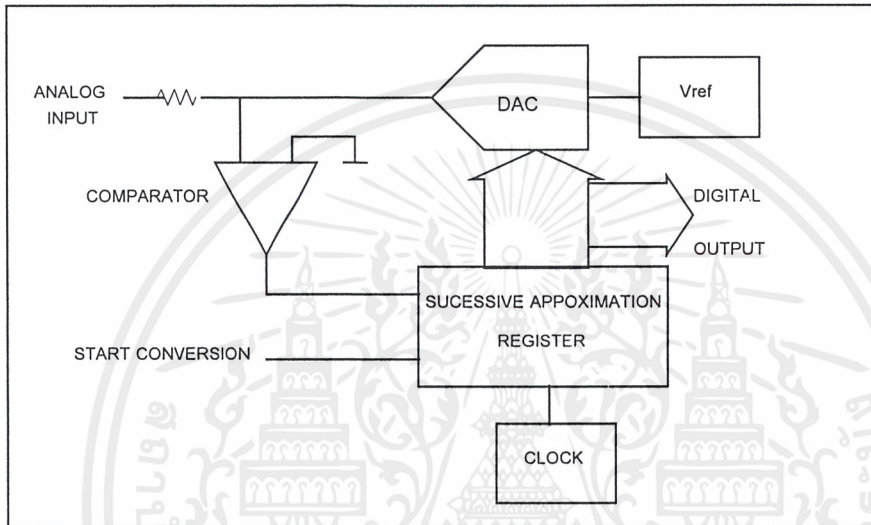 ANALOG
INPUT
DAC
Vref
COMPARATOR
DIGITAL
OUTPUT
SUCESSIVE APPOXIMATION
REGISTER
START CONVERSION
CLOCK